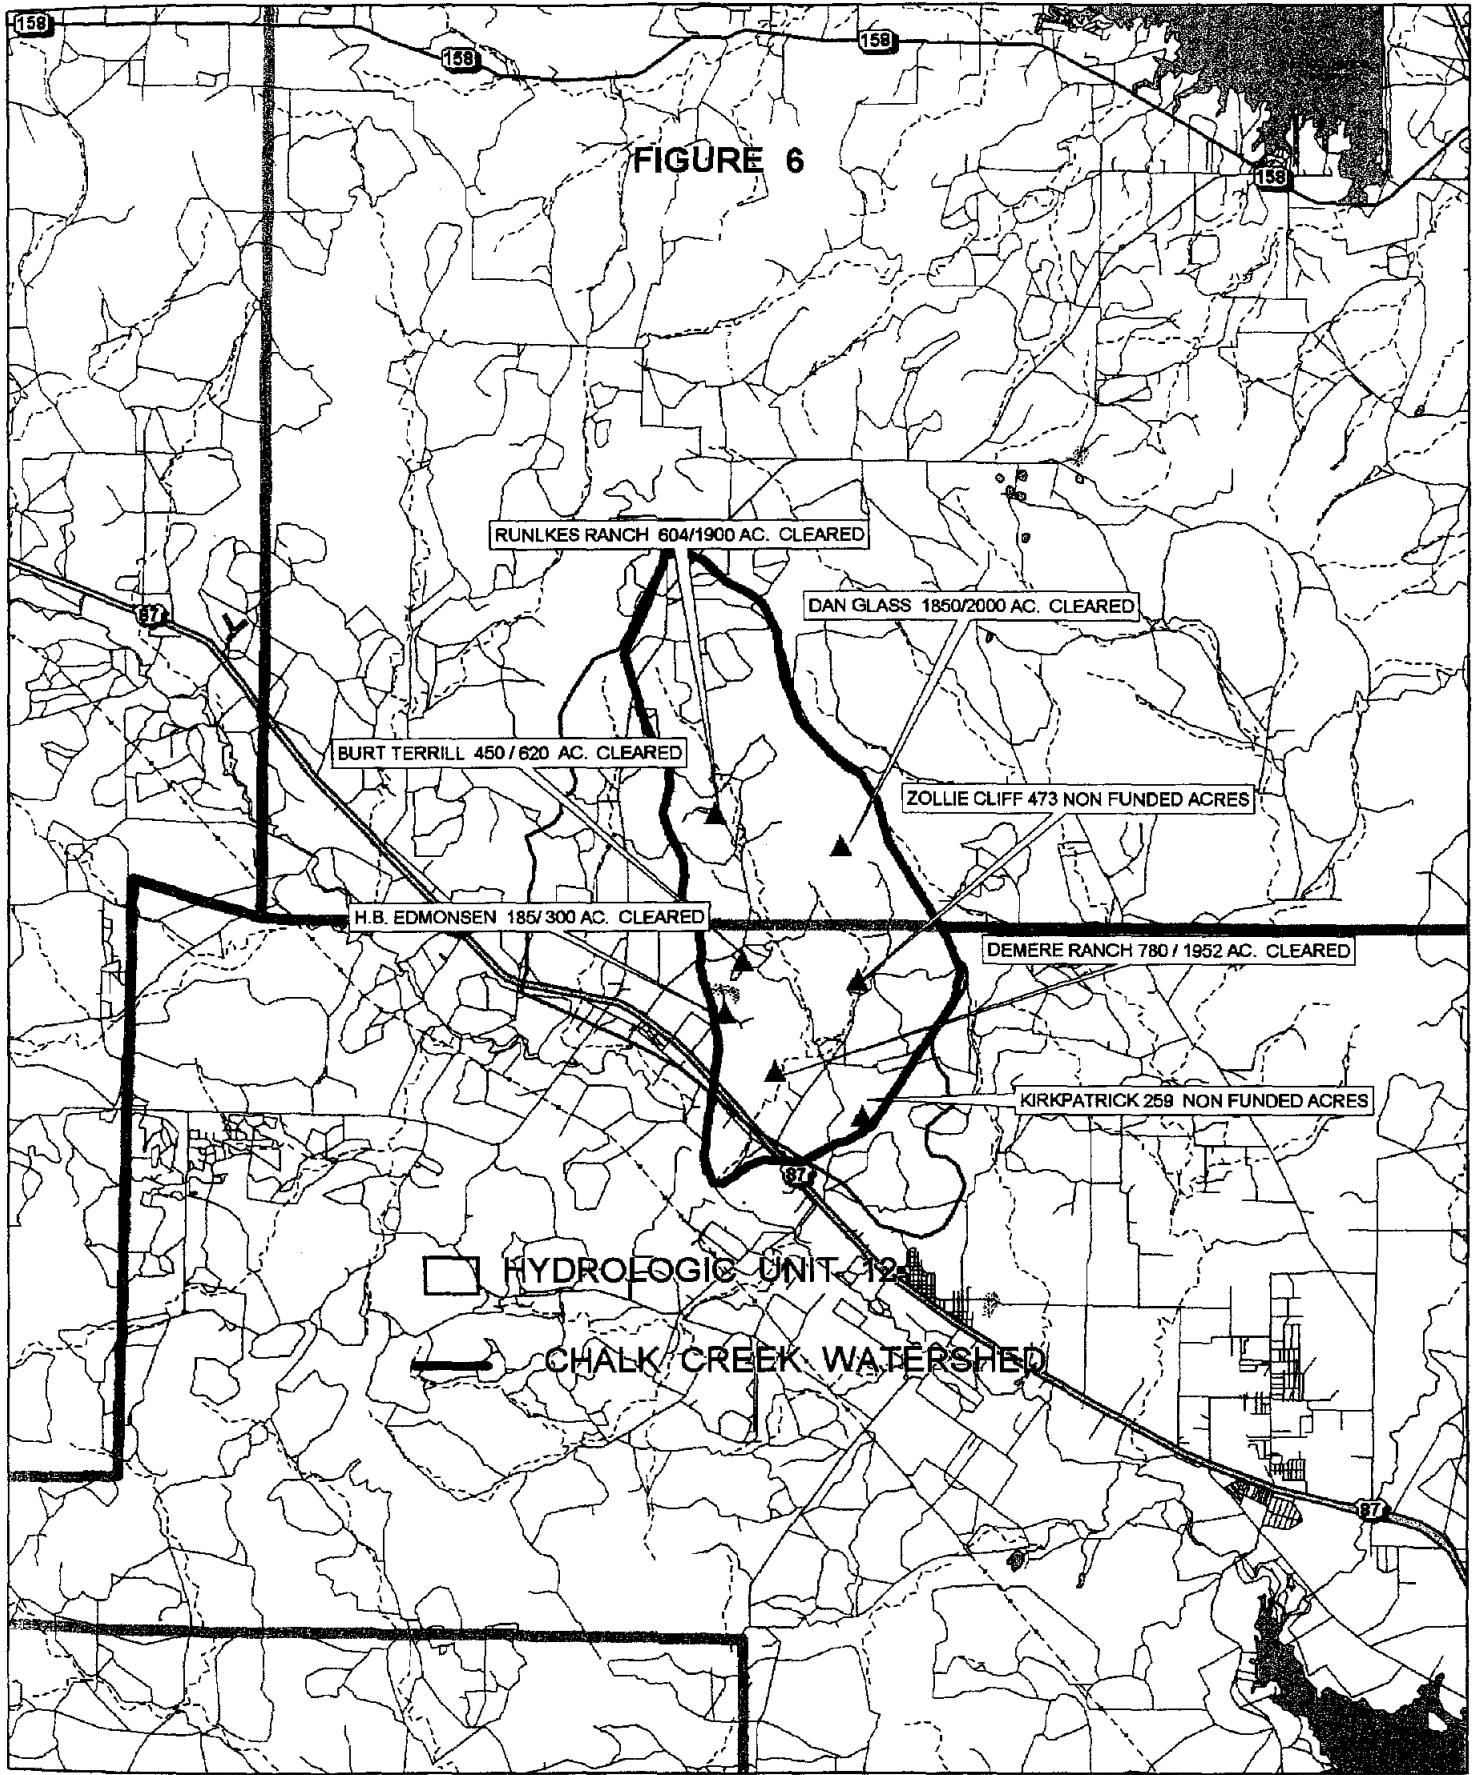 158
158
158
FIGURE 6
158
RUNLKES RANCH 604/1900 AC. CLEARED
DAN GLASS 1850/2000 AC. CLEARED
87
BURT TERRILL 450 / 620 AC. CLEARED
ZOLLIE CLIFF 473 NON FUNDED ACRES
H.B. EDMONSEN 185/ 300 AC. CLEARED
DEMERE RANCH 780 / 1952 AC. CLEARED
KIRKPATRICK 259 NON FUNDED ACRES
87
HYDROLOGIC UNIT- 12
CHALK CREEK WATERSHED
87